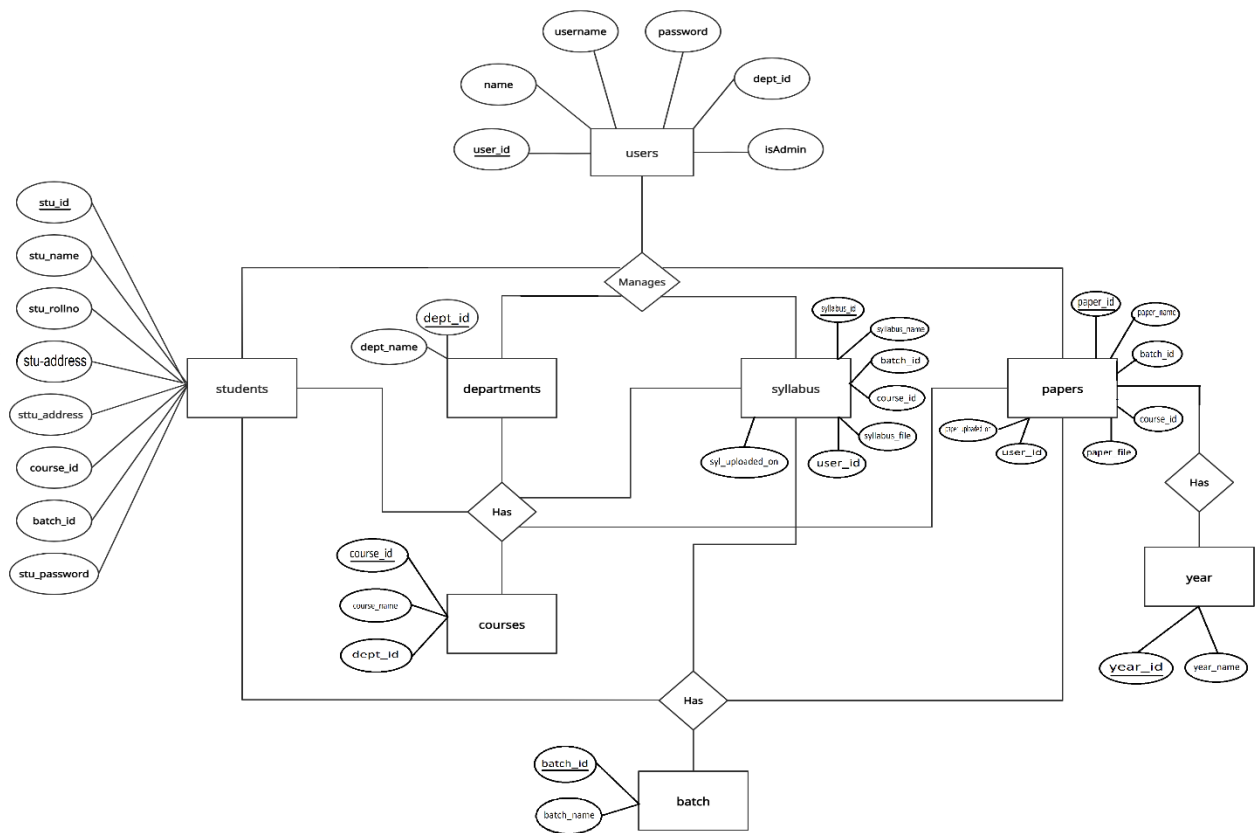 username
password
name
dept_id
user_id
users
isAdmin
stu_id
stu_name
stu_rollno
stu-address
sttu_address
course_id
batch_id
stu_password
students
Manages
dept_id
dept_name
departments
syllabus_id
syllabus_name
batch_id
course_id
syllabus_file
user_id
syl_uploaded_on
syllabus
paper_id
paper_name
batch_id
course_id
paper_file
user_id
paper_uploaded_on
papers
Has
Has
course_id
course_name
dept_id
courses
year
year_id
year_name
Has
batch_id
batch_name
batch